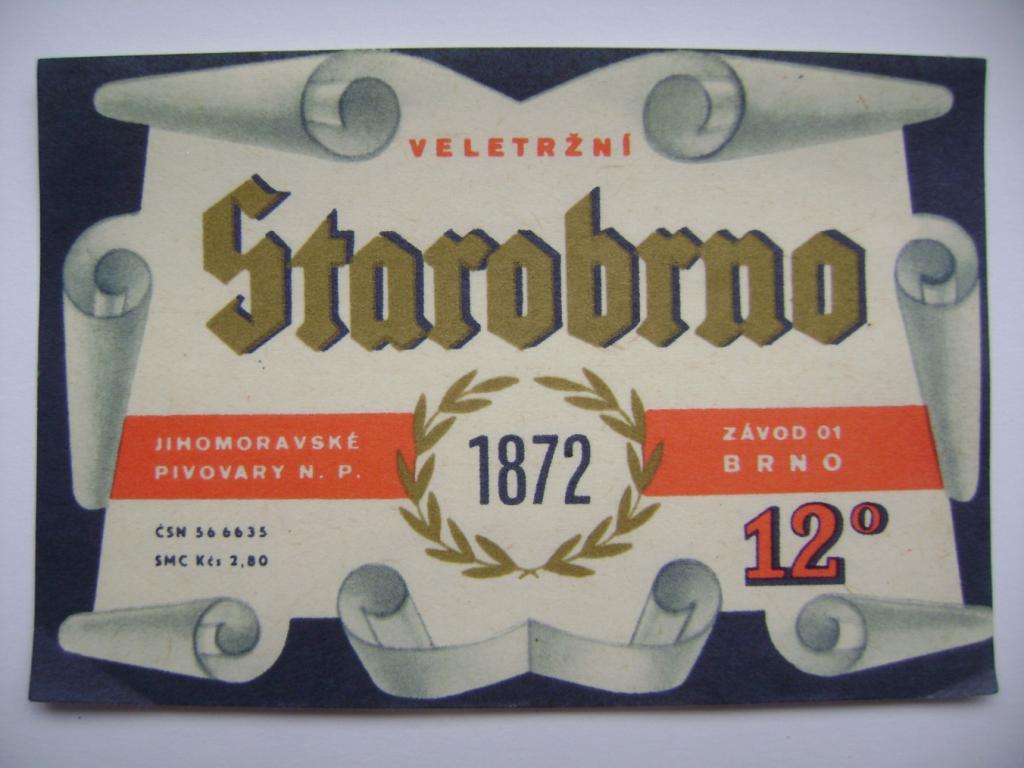 VELETRŽNÍ
Starobrno
JIHOMORAVSKÉ
PIVOVARY N. P.
1872
ZÁVOD 01
BRNO
ČSN 56 6635
SMC Kčs 2,80
12°